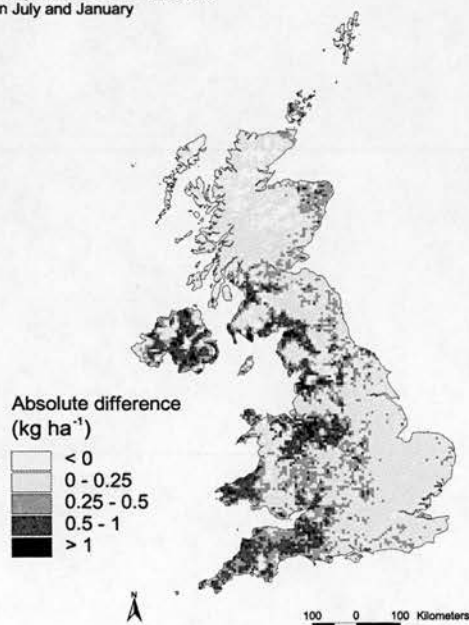 n July and January
Absolute difference
(kg ha⁻¹)
< 0
0 - 0.25
0.25 - 0.5
0.5 - 1
> 1
N
100 0 100 Kilometers